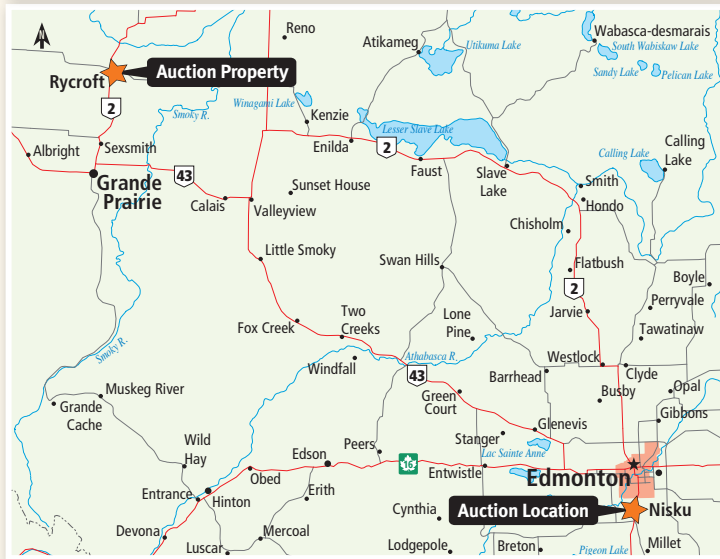 N
Reno
Atikameg
Utikuma Lake
Wabasca-desmarais
South Wabiskaw Lake
Sandy Lake
Pelican Lake
Rycroft
Auction Property
2
Smoky R.
Winagami Lake
Kenzie
Lesser Slave Lake
Enilda
2
Faust
Slave
Lake
Calling Lake
Calling
Lake
Albright
Sexsmith
Grande
Prairie
43
Calais
Valleyview
Sunset House
Smith
Hondo
Chisholm
Little Smoky
Swan Hills
Flatbush
2
Boyle
Perryvale
Jarvie
Tawatinaw
Fox Creek
Two
Creeks
Lone
Pine
Smoky R.
Windfall
Athabasca R.
43
Westlock
Clyde
Barrhead
Busby
Opal
Gibbons
Muskeg River
Grande
Cache
Green
Court
Glenevis
Stanger
Lac Sainte Anne
Wild
Hay
Peers
Edson
16
Entwistle
Edmonton
Obed
Entrance
Hinton
Erith
Cynthia
Auction Location
Nisku
Devona
Mercoal
Luscar
Lodgepole
Breton
Pigeon Lake
Millet